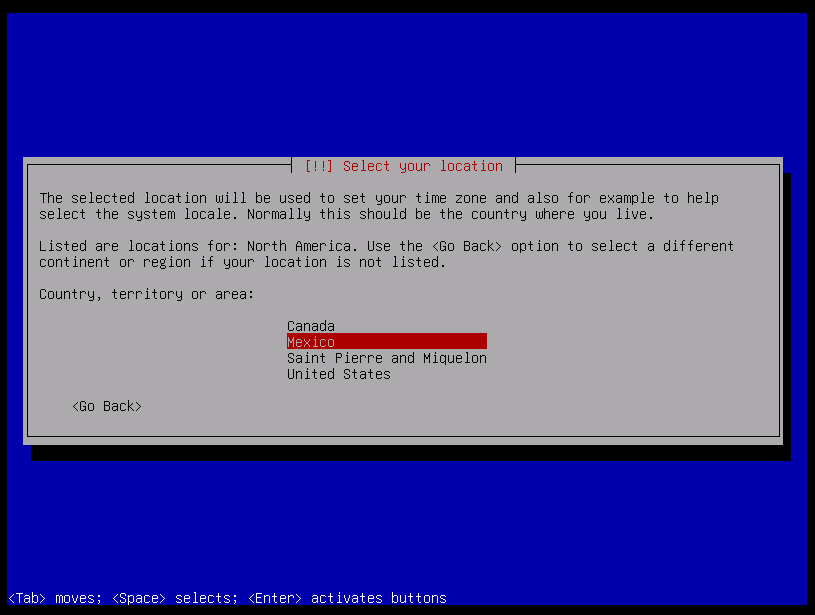 [!!] Select your location
The selected location will be used to set your time zone and also for example to help
select the system locale. Normally this should be the country where you live.
Listed are locations for: North America. Use the <Go Back> option to select a different
continent or region if your location is not listed.
Country, territory or area:
Canada
Mexico
Saint Pierre and Miquelon
United States
<Go Back>
<Tab> moves; <Space> selects; <Enter> activates buttons